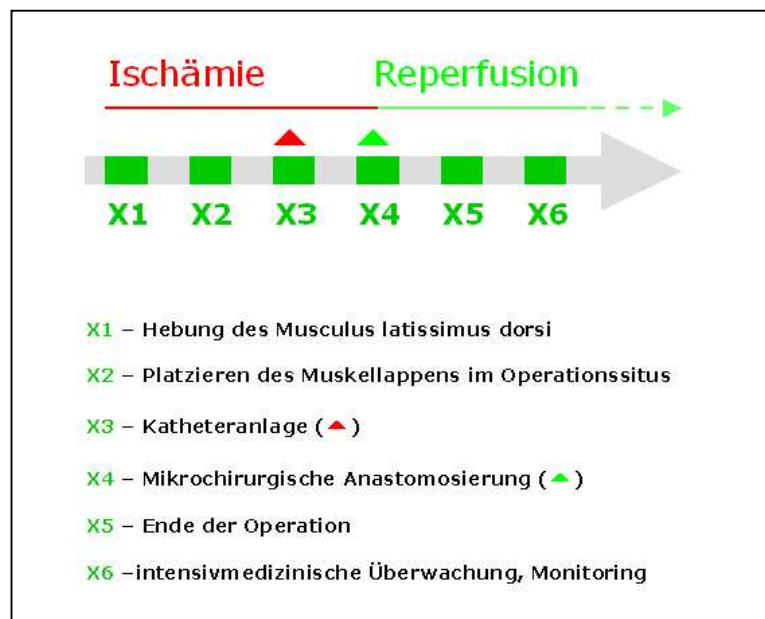 Ischämie Reperfusion
X1 X2 X3 X4 X5 X6
X1 – Hebung des Musculus latissimus dorsi
X2 – Platzieren des Muskellappens im Operationssitus
X3 – Katheteranlage (▲)
X4 – Mikrochirurgische Anastomosierung (▲)
X5 – Ende der Operation
X6 –intensivmedizinische Überwachung, Monitoring